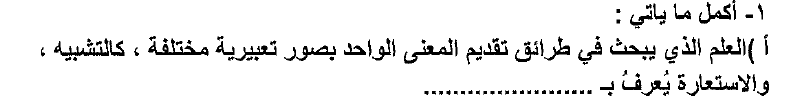 ١- أكمل ما يأتي :
أ )العلم الذي يبحث في طرائق تقديم المعنى الواحد بصور تعبيرية مختلفة ، كالتشبيه ،
والاستعارة يُعرفُ بـ ......................